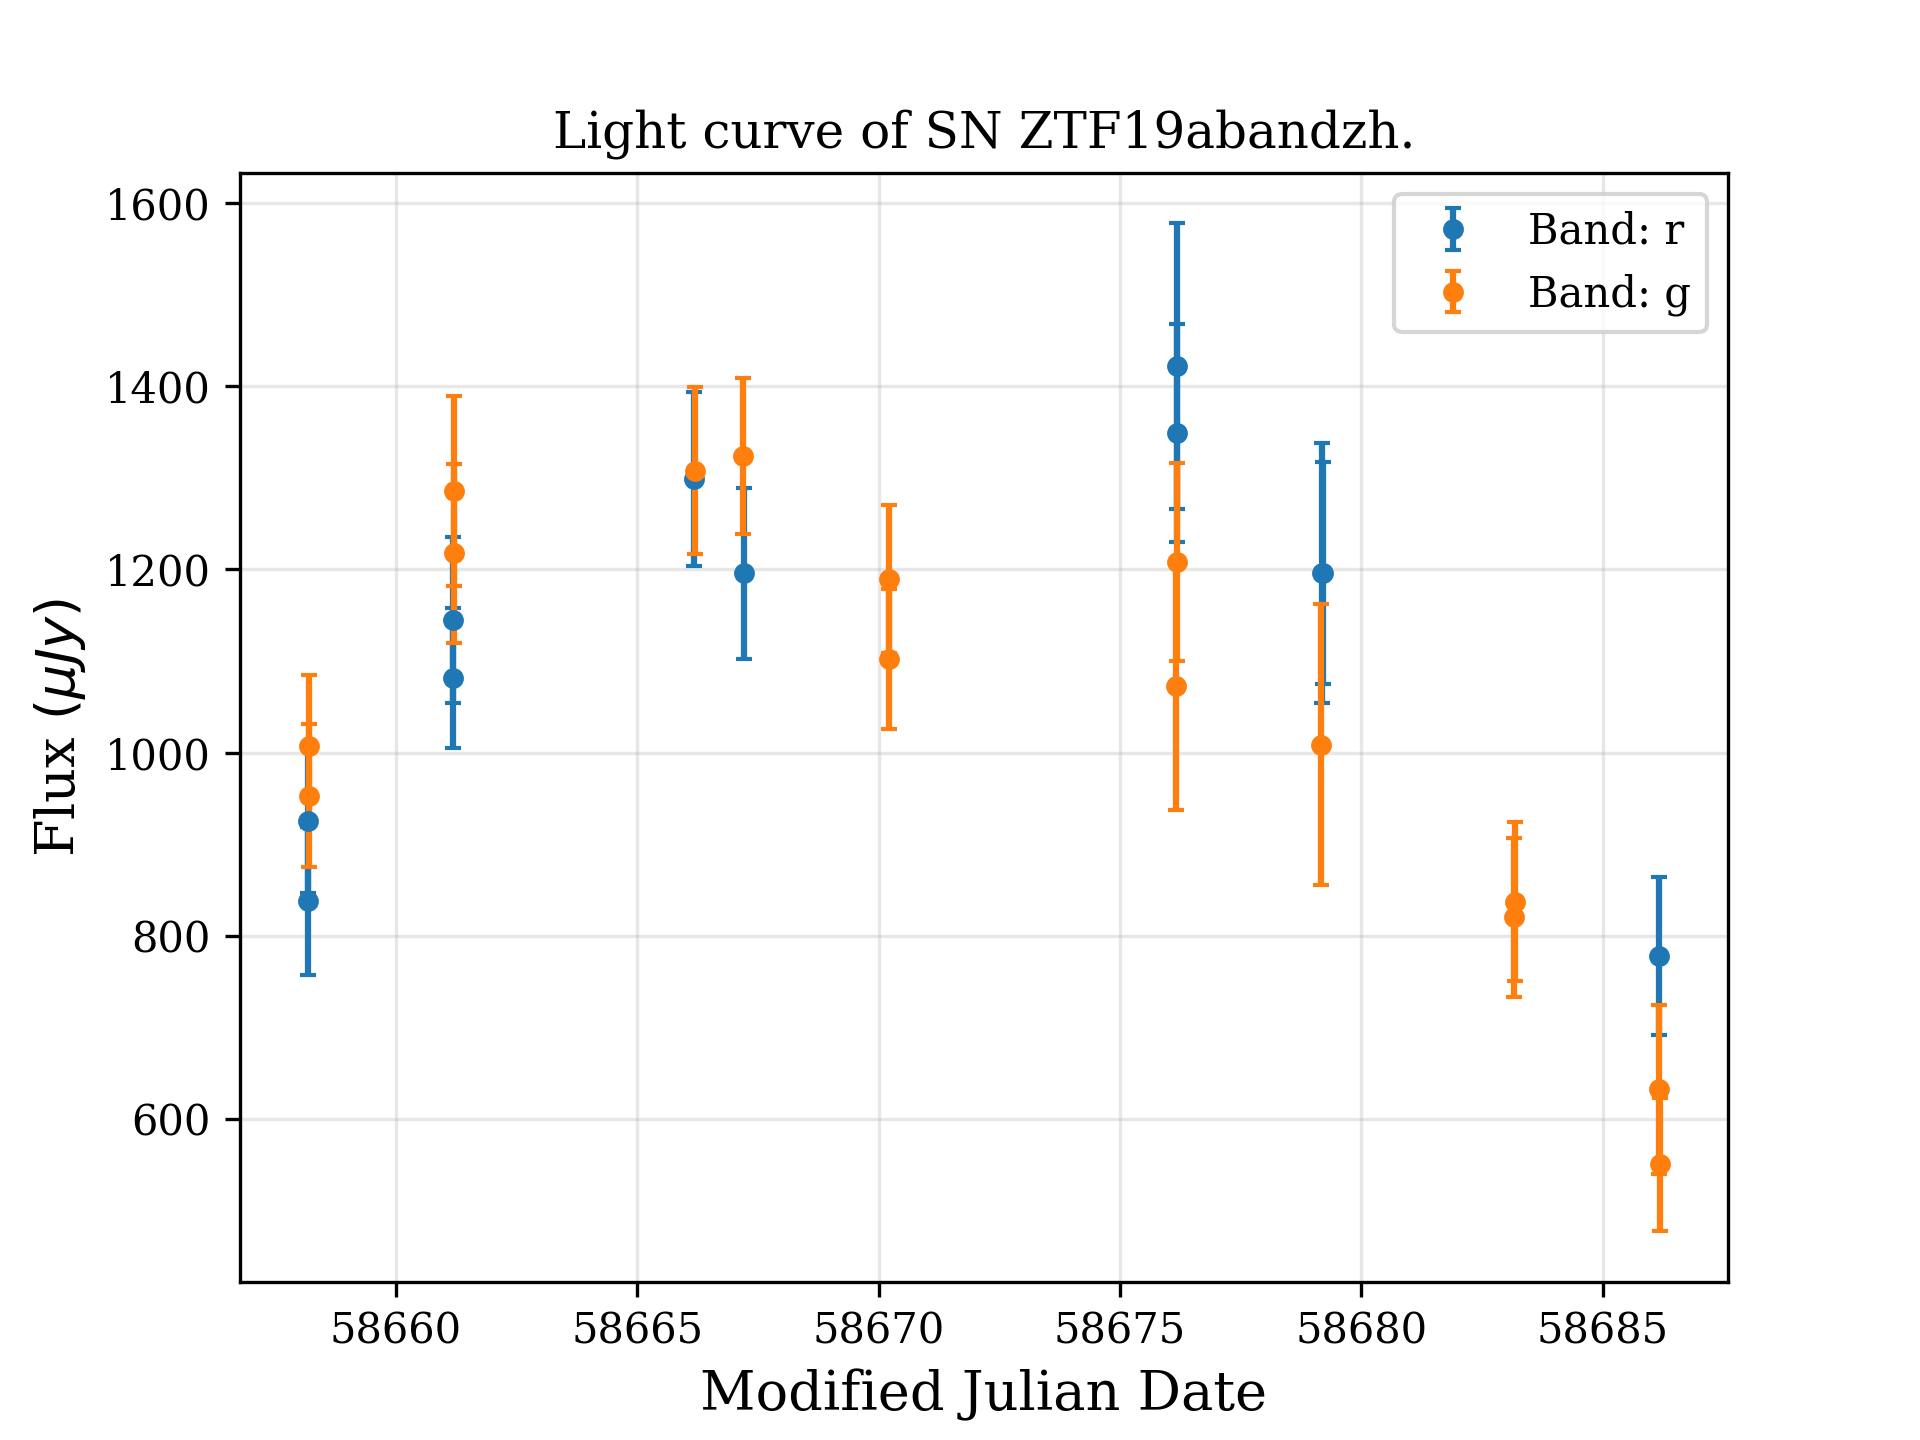 Light curve of SN ZTF19abandzh.
1600
1400
1200
1000
800
600
Flux (μJy)
Band: r
Band: g
58660 58665 58670 58675 58680 58685
Modified Julian Date